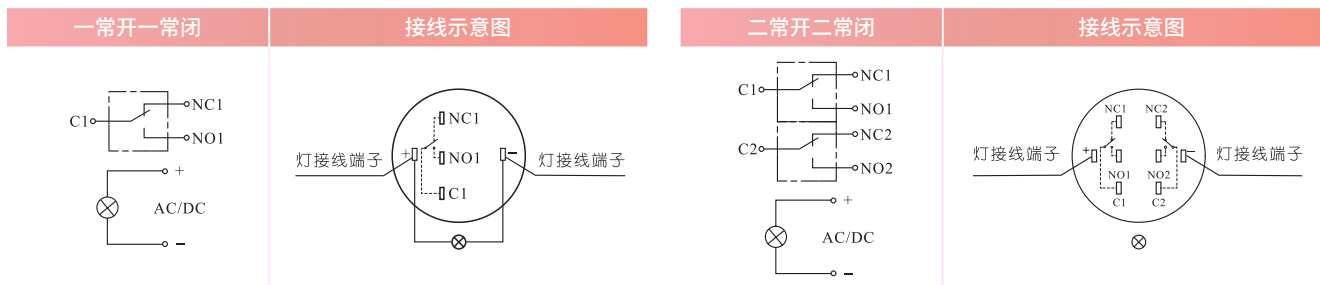 一常开一常闭
接线示意图
C1
NC1
NO1
+
AC/DC
−
NC1
灯接线端子
+
NO1
−
灯接线端子
C1
二常开二常闭
接线示意图
C1
NC1
NO1
C2
NC2
NO2
+
AC/DC
−
NC1 NC2
灯接线端子
+
−
灯接线端子
NO1 NO2
C1 C2